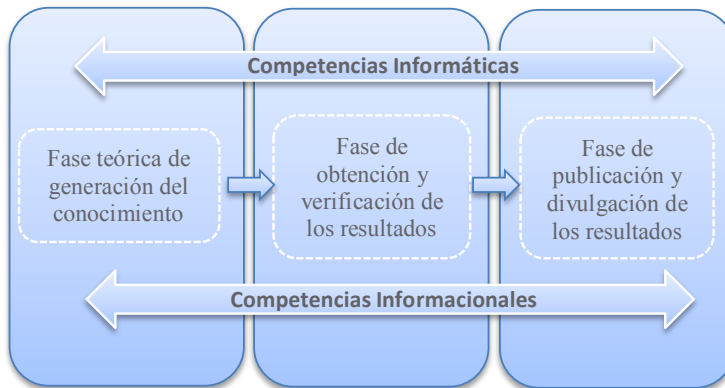 Competencias Informáticas
Fase teórica de
generación del
conocimiento
Fase de
obtención y
verificación de
los resultados
Fase de
publicación y
divulgación de
los resultados
Competencias Informacionales